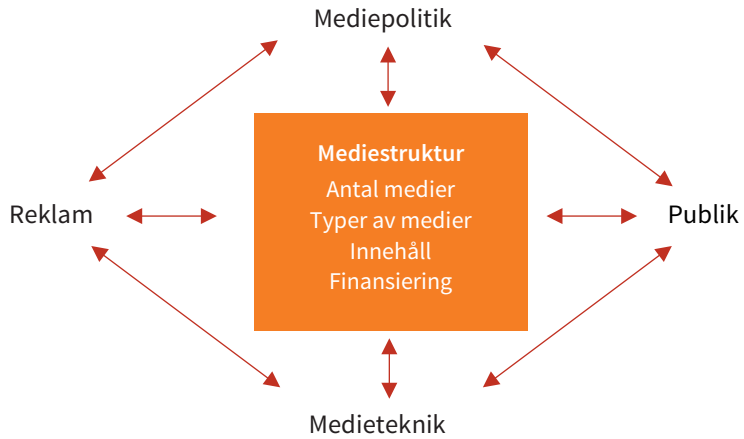 Mediepolitik
Mediestruktur
Antal medier
Typer av medier
Innehåll
Finansiering
Reklam
Publik
Medieteknik